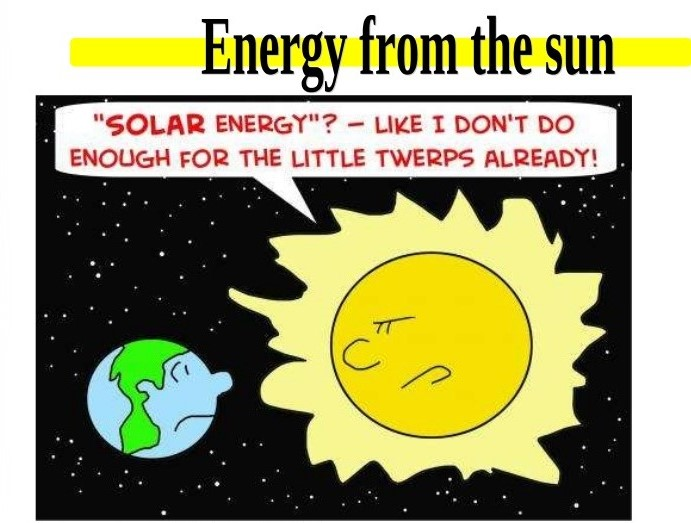 Energy from the sun
"SOLAR ENERGY"? – LIKE I DON'T DO
ENOUGH FOR THE LITTLE TWERPS ALREADY!